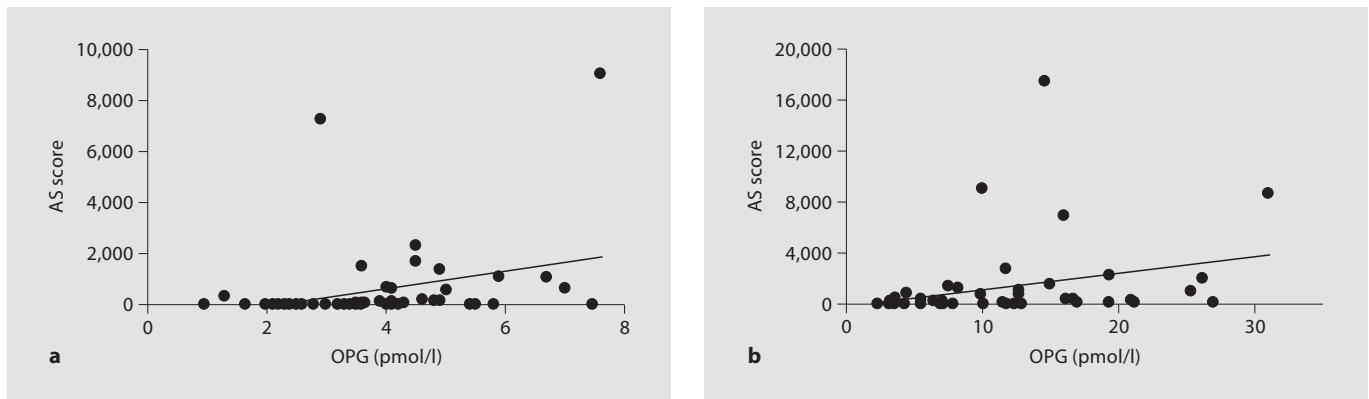 10,000
8,000
6,000
4,000
2,000
0
AS score
0 2 4 6 8
OPG (pmol/l)
a
20,000
16,000
12,000
8,000
4,000
0
AS score
0 10 20 30
OPG (pmol/l)
b